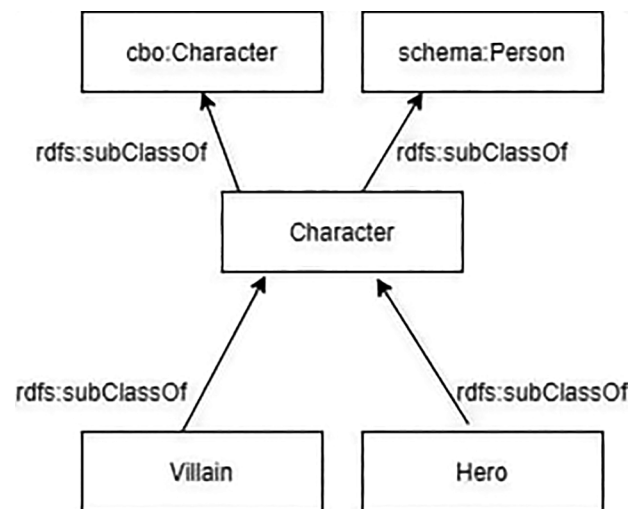 cbo:Character
schema:Person
rdfs:subClassOf
rdfs:subClassOf
Character
rdfs:subClassOf
rdfs:subClassOf
Villain
Hero